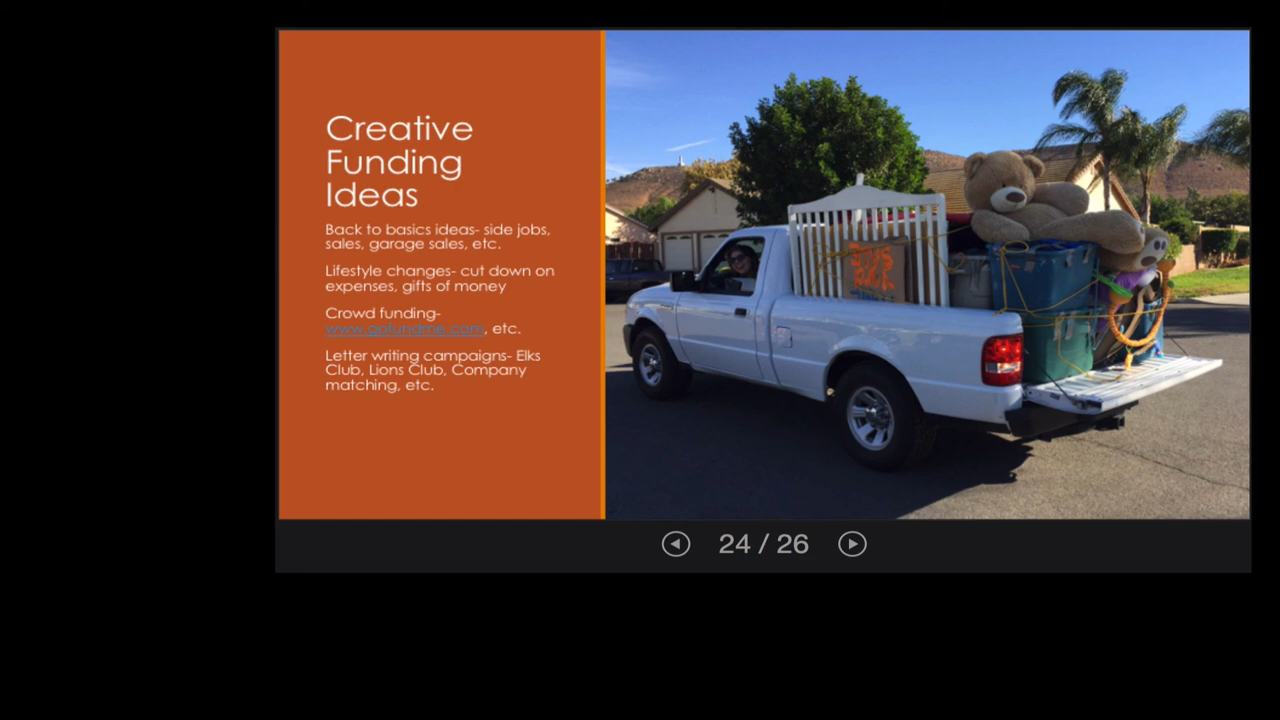 Creative
Funding
Ideas
Back to basics ideas- side jobs,
sales, garage sales, etc.
Lifestyle changes- cut down on
expenses, gifts of money
Crowd funding-
www.gofundme.com, etc.
Letter writing campaigns- Elks
Club, Lions Club, Company
matching, etc.
24 / 26